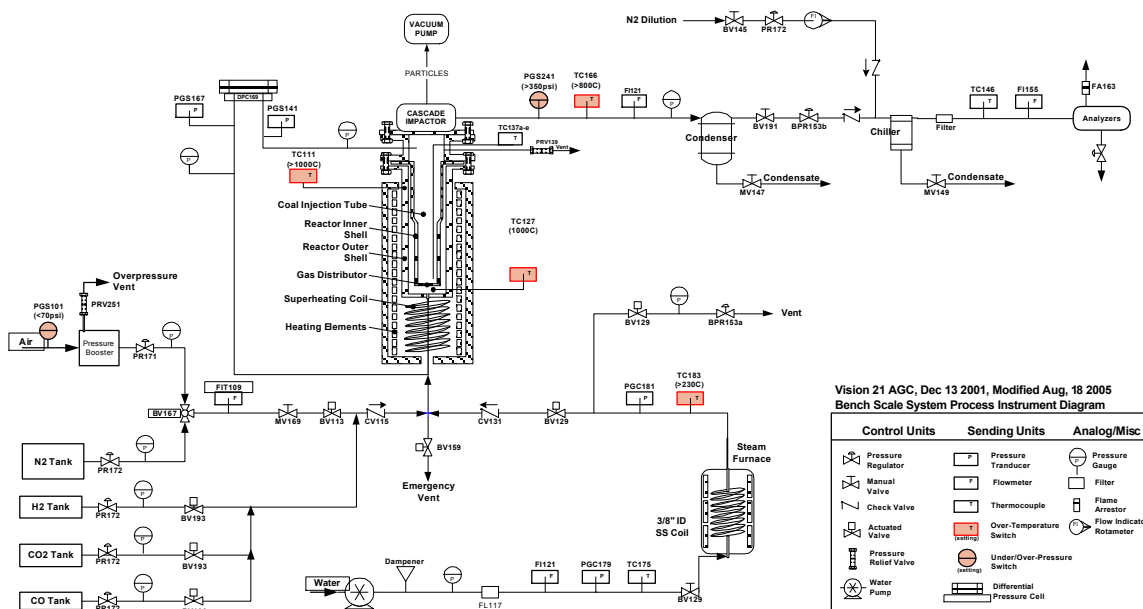 VACUUM
PUMP
PARTICLES
CASCADE
IMPACTOR
N2 Dilution
BV145
PR172
FI
PGS241
(>350psi)
TC166
(>800C)
T
FI121
F
P
TC146
T
FI155
F
FA163
Analyzers
Filter
Chiller
BV191
BPR153b
Condenser
Condensate
MV147
Condensate
MV149
DPC169
PGS167
P
PGS141
P
P
P
TC137a-e
T
PRV139
Vent
TC111
(>1000C)
T
Coal Injection Tube
Reactor Inner
Shell
Reactor Outer
Shell
Gas Distributor
Superheating Coil
Heating Elements
TC127
(1000C)
T
Overpressure
Vent
PRV251
PGS101
(<70psi)
Air
Pressure
Booster
PR171
P
BV167
FIT109
F
MV169
BV113
CV115
CV131
BV129
BV129
P
BPR153a
Vent
PGC181
P
TC183
(>230C)
T
BV159
Emergency
Vent
N2 Tank
PR172
P
H2 Tank
PR172
P
BV193
CO2 Tank
PR172
P
BV193
CO Tank
PR172
P
Steam
Furnace
3/8" ID
SS Coil
Water
Dampener
P
FL117
FI121
F
PGC179
P
TC175
T
BV129
Vision 21 AGC, Dec 13 2001, Modified Aug, 18 2005
Bench Scale System Process Instrument Diagram
Control Units
Sending Units
Analog/Misc
Pressure
Regulator
Manual
Valve
Check Valve
Actuated
Valve
Pressure
Relief Valve
Water
Pump
P
Pressure
Tranducer
F
Flowmeter
T
Thermocouple
T
(setting)
Over-Temperature
Switch
(setting)
Under/Over-Pressure
Switch
Differential
Pressure Cell
P
Pressure
Gauge
Filter
Flame
Arrestor
FI
Flow Indicator
Rotameter